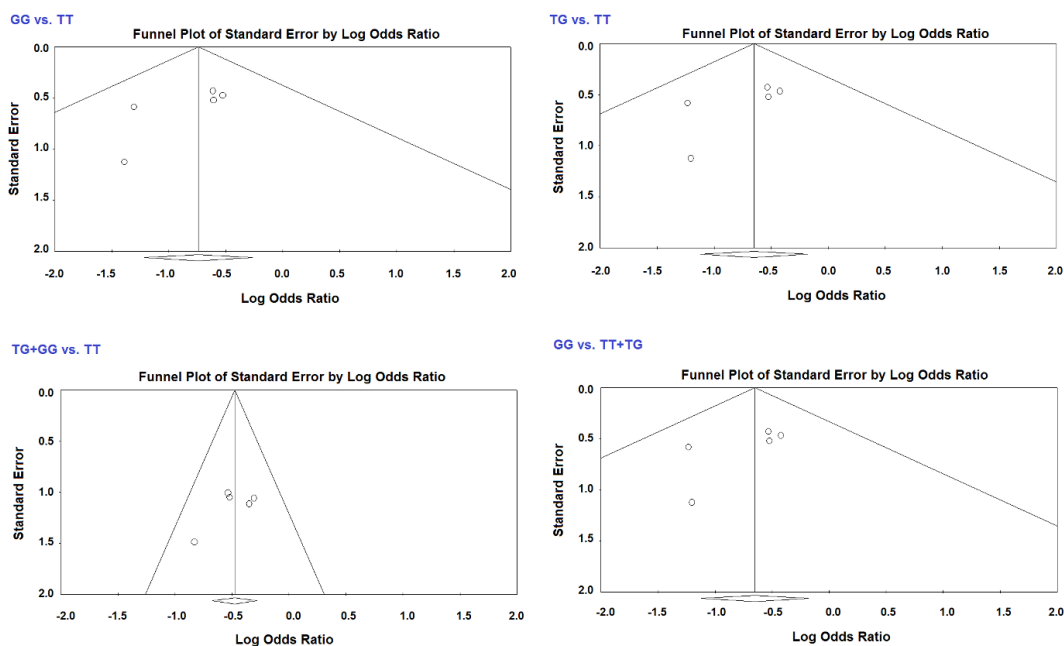 GG vs. TT
Funnel Plot of Standard Error by Log Odds Ratio
Standard Error
0.0
0.5
1.0
1.5
2.0
-2.0 -1.5 -1.0 -0.5 0.0 0.5 1.0 1.5 2.0
Log Odds Ratio
TG vs. TT
Funnel Plot of Standard Error by Log Odds Ratio
Standard Error
0.0
0.5
1.0
1.5
2.0
-2.0 -1.5 -1.0 -0.5 0.0 0.5 1.0 1.5 2.0
Log Odds Ratio
TG+GG vs. TT
Funnel Plot of Standard Error by Log Odds Ratio
Standard Error
0.0
0.5
1.0
1.5
2.0
-2.0 -1.5 -1.0 -0.5 0.0 0.5 1.0 1.5 2.0
Log Odds Ratio
GG vs. TT+TG
Funnel Plot of Standard Error by Log Odds Ratio
Standard Error
0.0
0.5
1.0
1.5
2.0
-2.0 -1.5 -1.0 -0.5 0.0 0.5 1.0 1.5 2.0
Log Odds Ratio